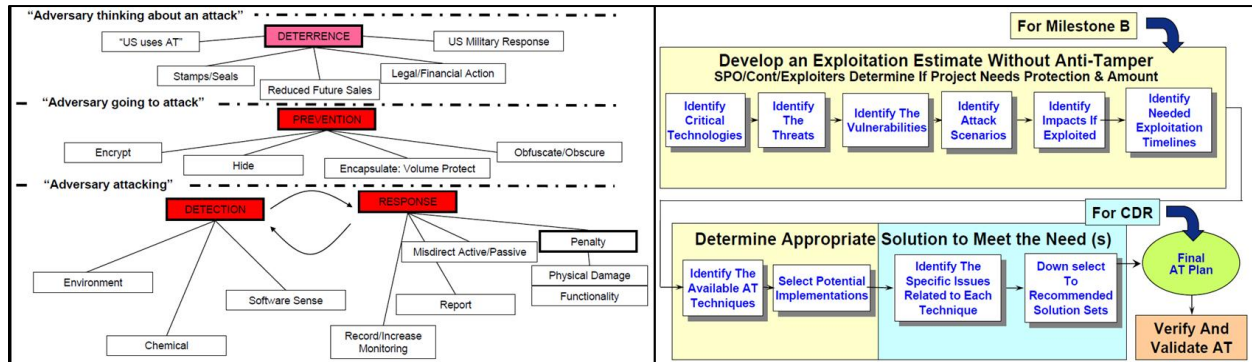 “Adversary thinking about an attack”
“US uses AT”
DETERRENCE
US Military Response
Stamps/Seals
Legal/Financial Action
Reduced Future Sales
“Adversary going to attack”
PREVENTION
Encrypt
Obfuscate/Obscure
Hide
Encapsulate: Volume Protect
“Adversary attacking”
DETECTION
RESPONSE
Misdirect Active/Passive
Penalty
Environment
Physical Damage
Software Sense
Report
Functionality
Chemical
Record/Increase
Monitoring
For Milestone B
Develop an Exploitation Estimate Without Anti-Tamper
SPO/Cont/Exploiters Determine If Project Needs Protection & Amount
Identify
Critical
Technologies
Identify
The
Threats
Identify The
Vulnerabilities
Identify
Attack
Scenarios
Identify
Impacts If
Exploited
Identify
Needed
Exploitation
Timelines
For CDR
Determine Appropriate Solution to Meet the Need (s)
Identify The
Available AT
Techniques
Select Potential
Implementations
Identify The
Specific Issues
Related to Each
Technique
Down select
To
Recommended
Solution Sets
Final
AT Plan
Verify And
Validate AT